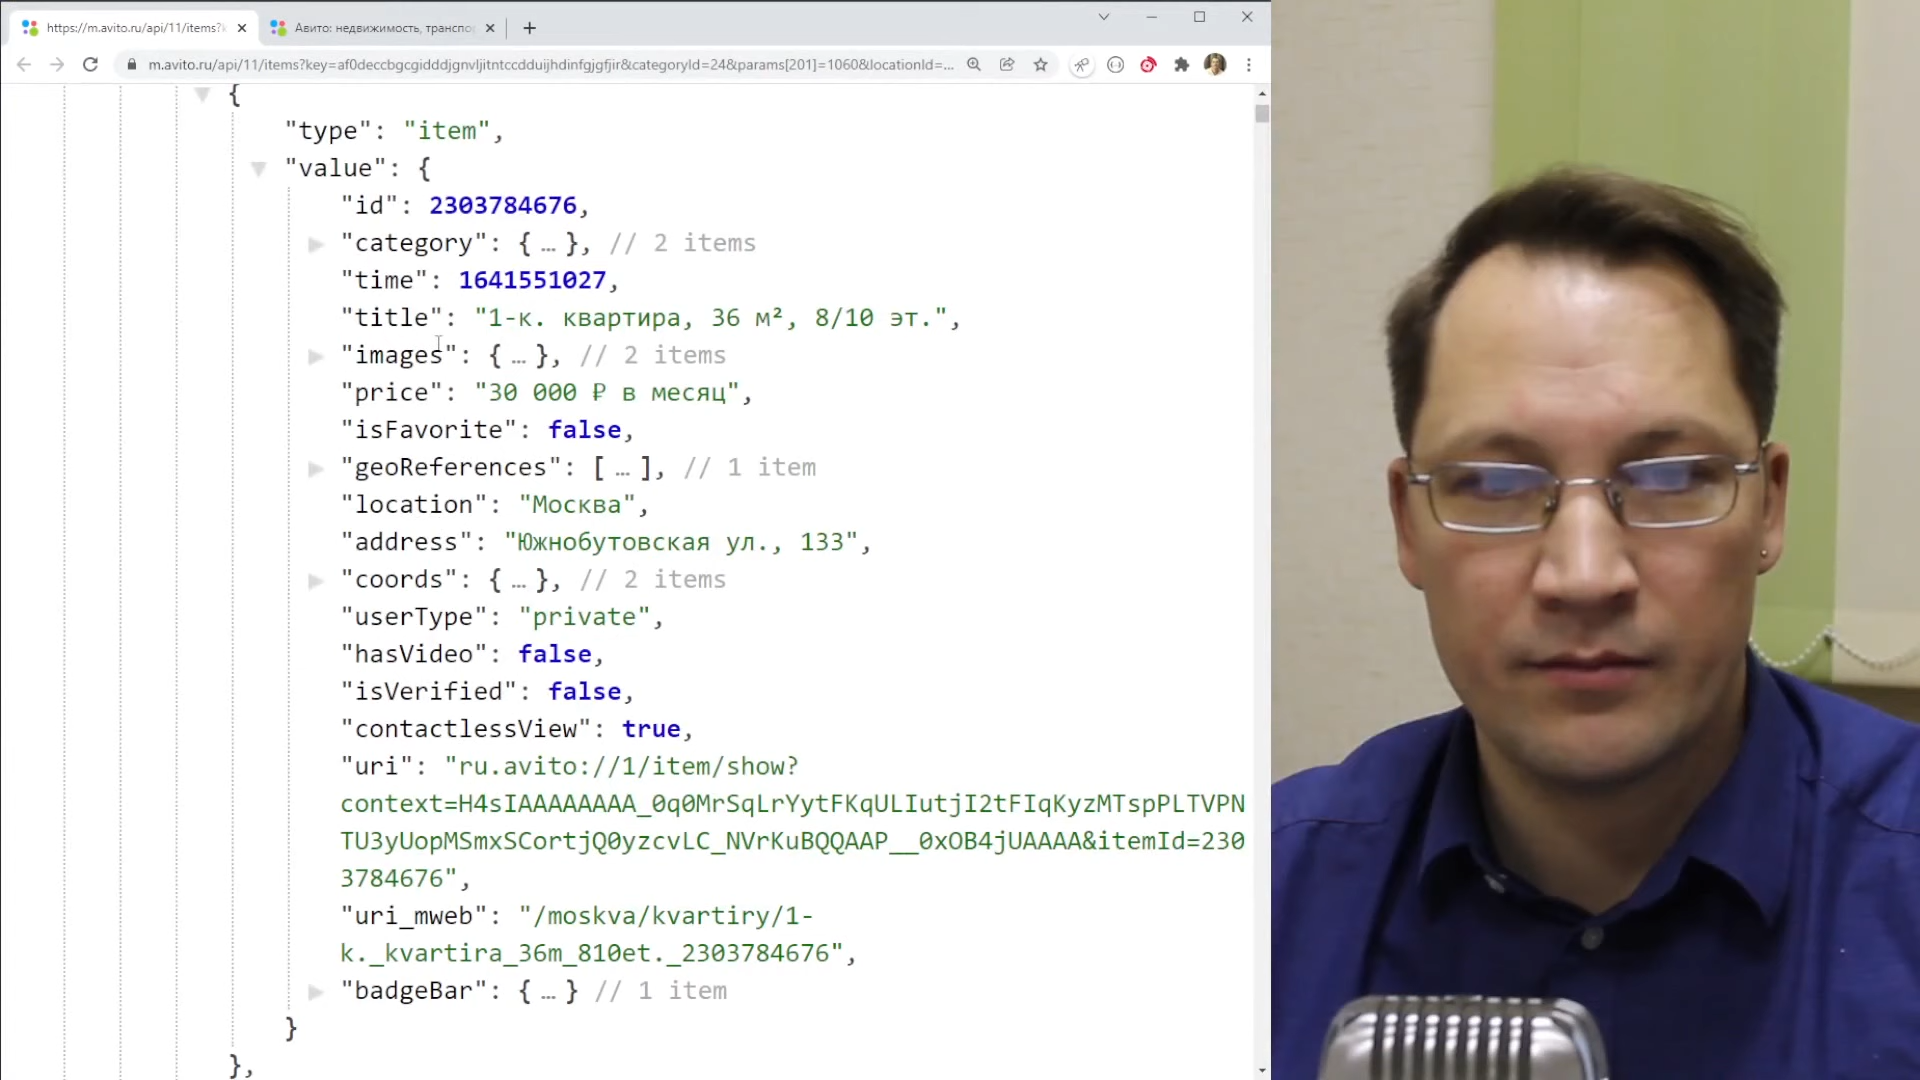 https://m.avito.ru/api/11/items?k
Авито: недвижимость, транспо
m.avito.ru/api/11/items?key=af0deccbgcgidddjgnvljitntccdduijhdinfgjgfjir&categoryId=24&params[201]=1060&locationId=...
{
"type": "item",
"value": {
"id": 2303784676,
"category": { … }, // 2 items
"time": 1641551027,
"title": "1-к. квартира, 36 м², 8/10 эт.",
"images": { … }, // 2 items
"price": "30 000 ₽ в месяц",
"isFavorite": false,
"geoReferences": [ … ], // 1 item
"location": "Москва",
"address": "Южнобутовская ул., 133",
"coords": { … }, // 2 items
"userType": "private",
"hasVideo": false,
"isVerified": false,
"contactlessView": true,
"uri": "ru.avito://1/item/show?
context=H4sIAAAAAAAA_0q0MrSqLrYytFKqULIutjI2tFIqKyzMTspPLTVPN
TU3yUopMSmxSCortjQ0yzcvLC_NVrKuBQQAAP__0xOB4jUAAAA&itemId=230
3784676",
"uri_mweb": "/moskva/kvartiry/1-
k._kvartira_36m_810et._2303784676",
"badgeBar": { … } // 1 item
}
},